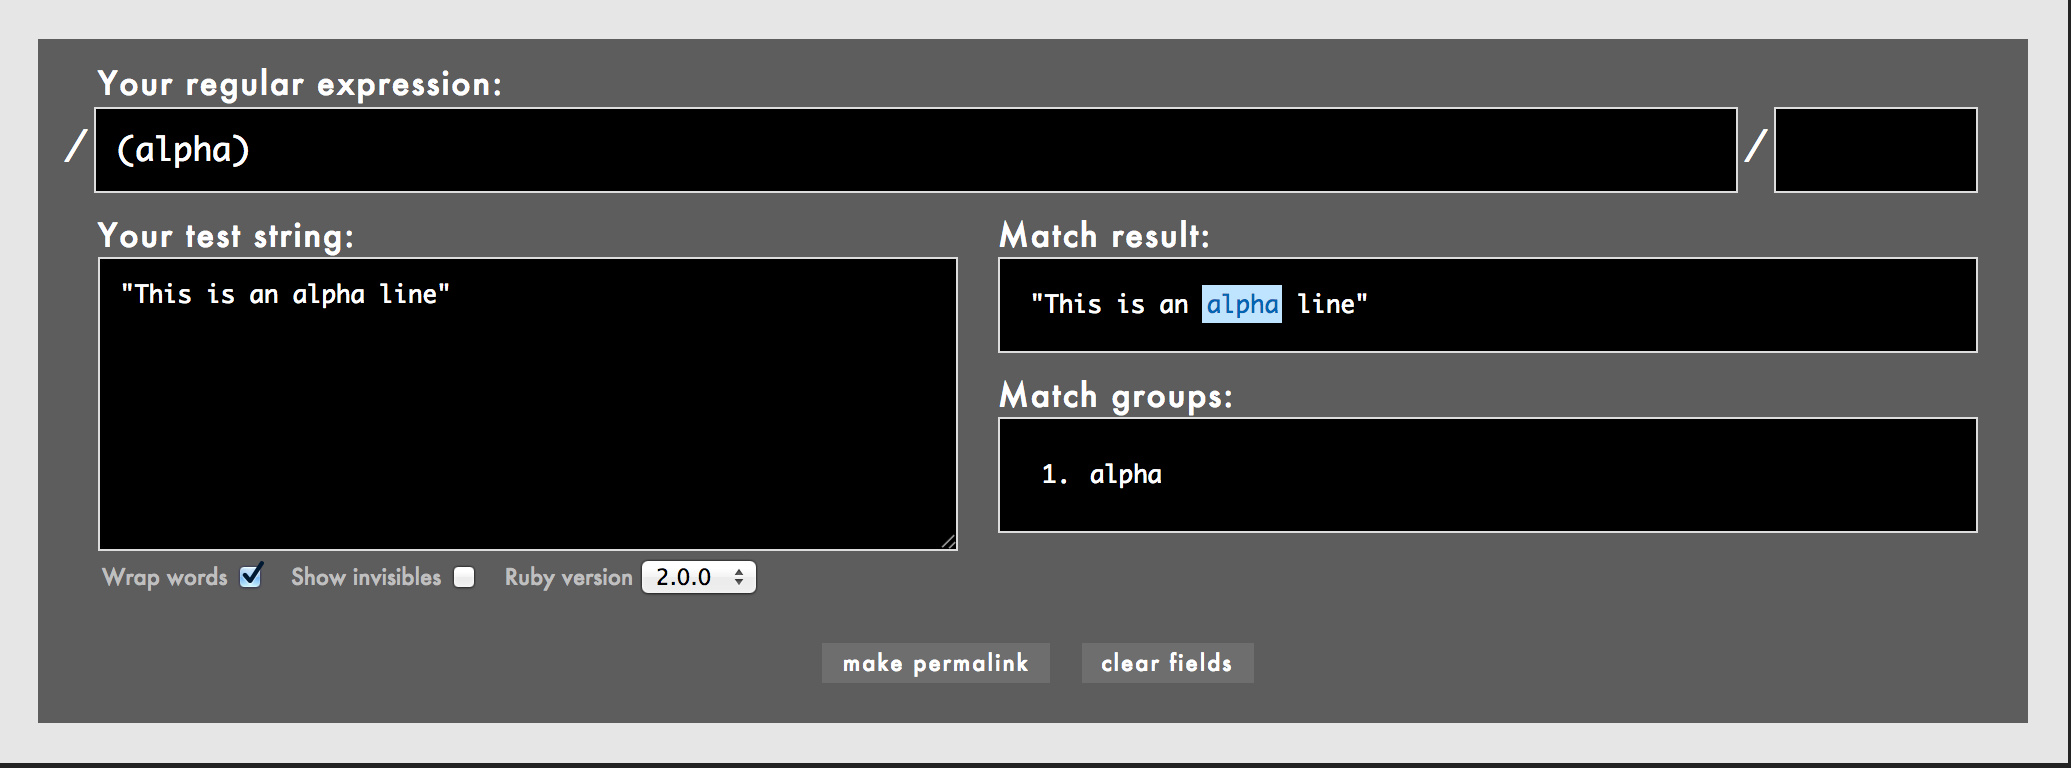 Your regular expression:
/ (alpha) /
Your test string:
"This is an alpha line"
Match result:
"This is an alpha line"
Match groups:
1. alpha
Wrap words Show invisibles Ruby version 2.0.0
make permalink clear fields